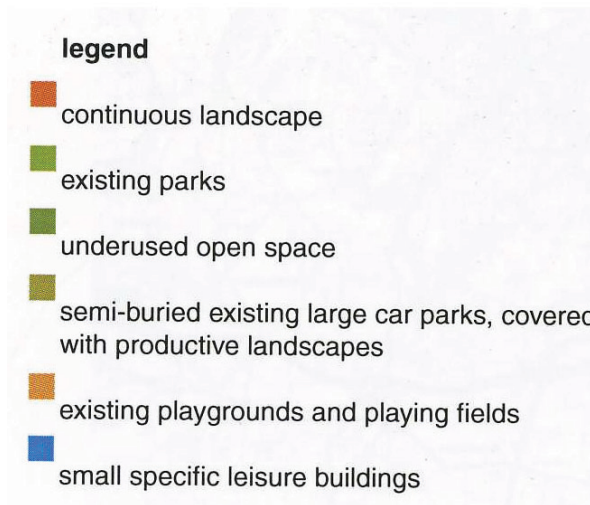 legend
continuous landscape
existing parks
underused open space
semi-buried existing large car parks, covered
with productive landscapes
existing playgrounds and playing fields
small specific leisure buildings